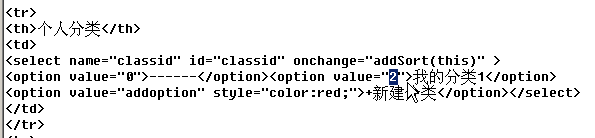 <tr>
<th>个人分类</th>
<td>
<select name="classid" id="classid" onchange="addSort(this)" >
<option value="0">------</option><option value="2">我的分类1</option>
<option value="addoption" style="color:red;">+新建分类</option></select>
</td>
</tr>